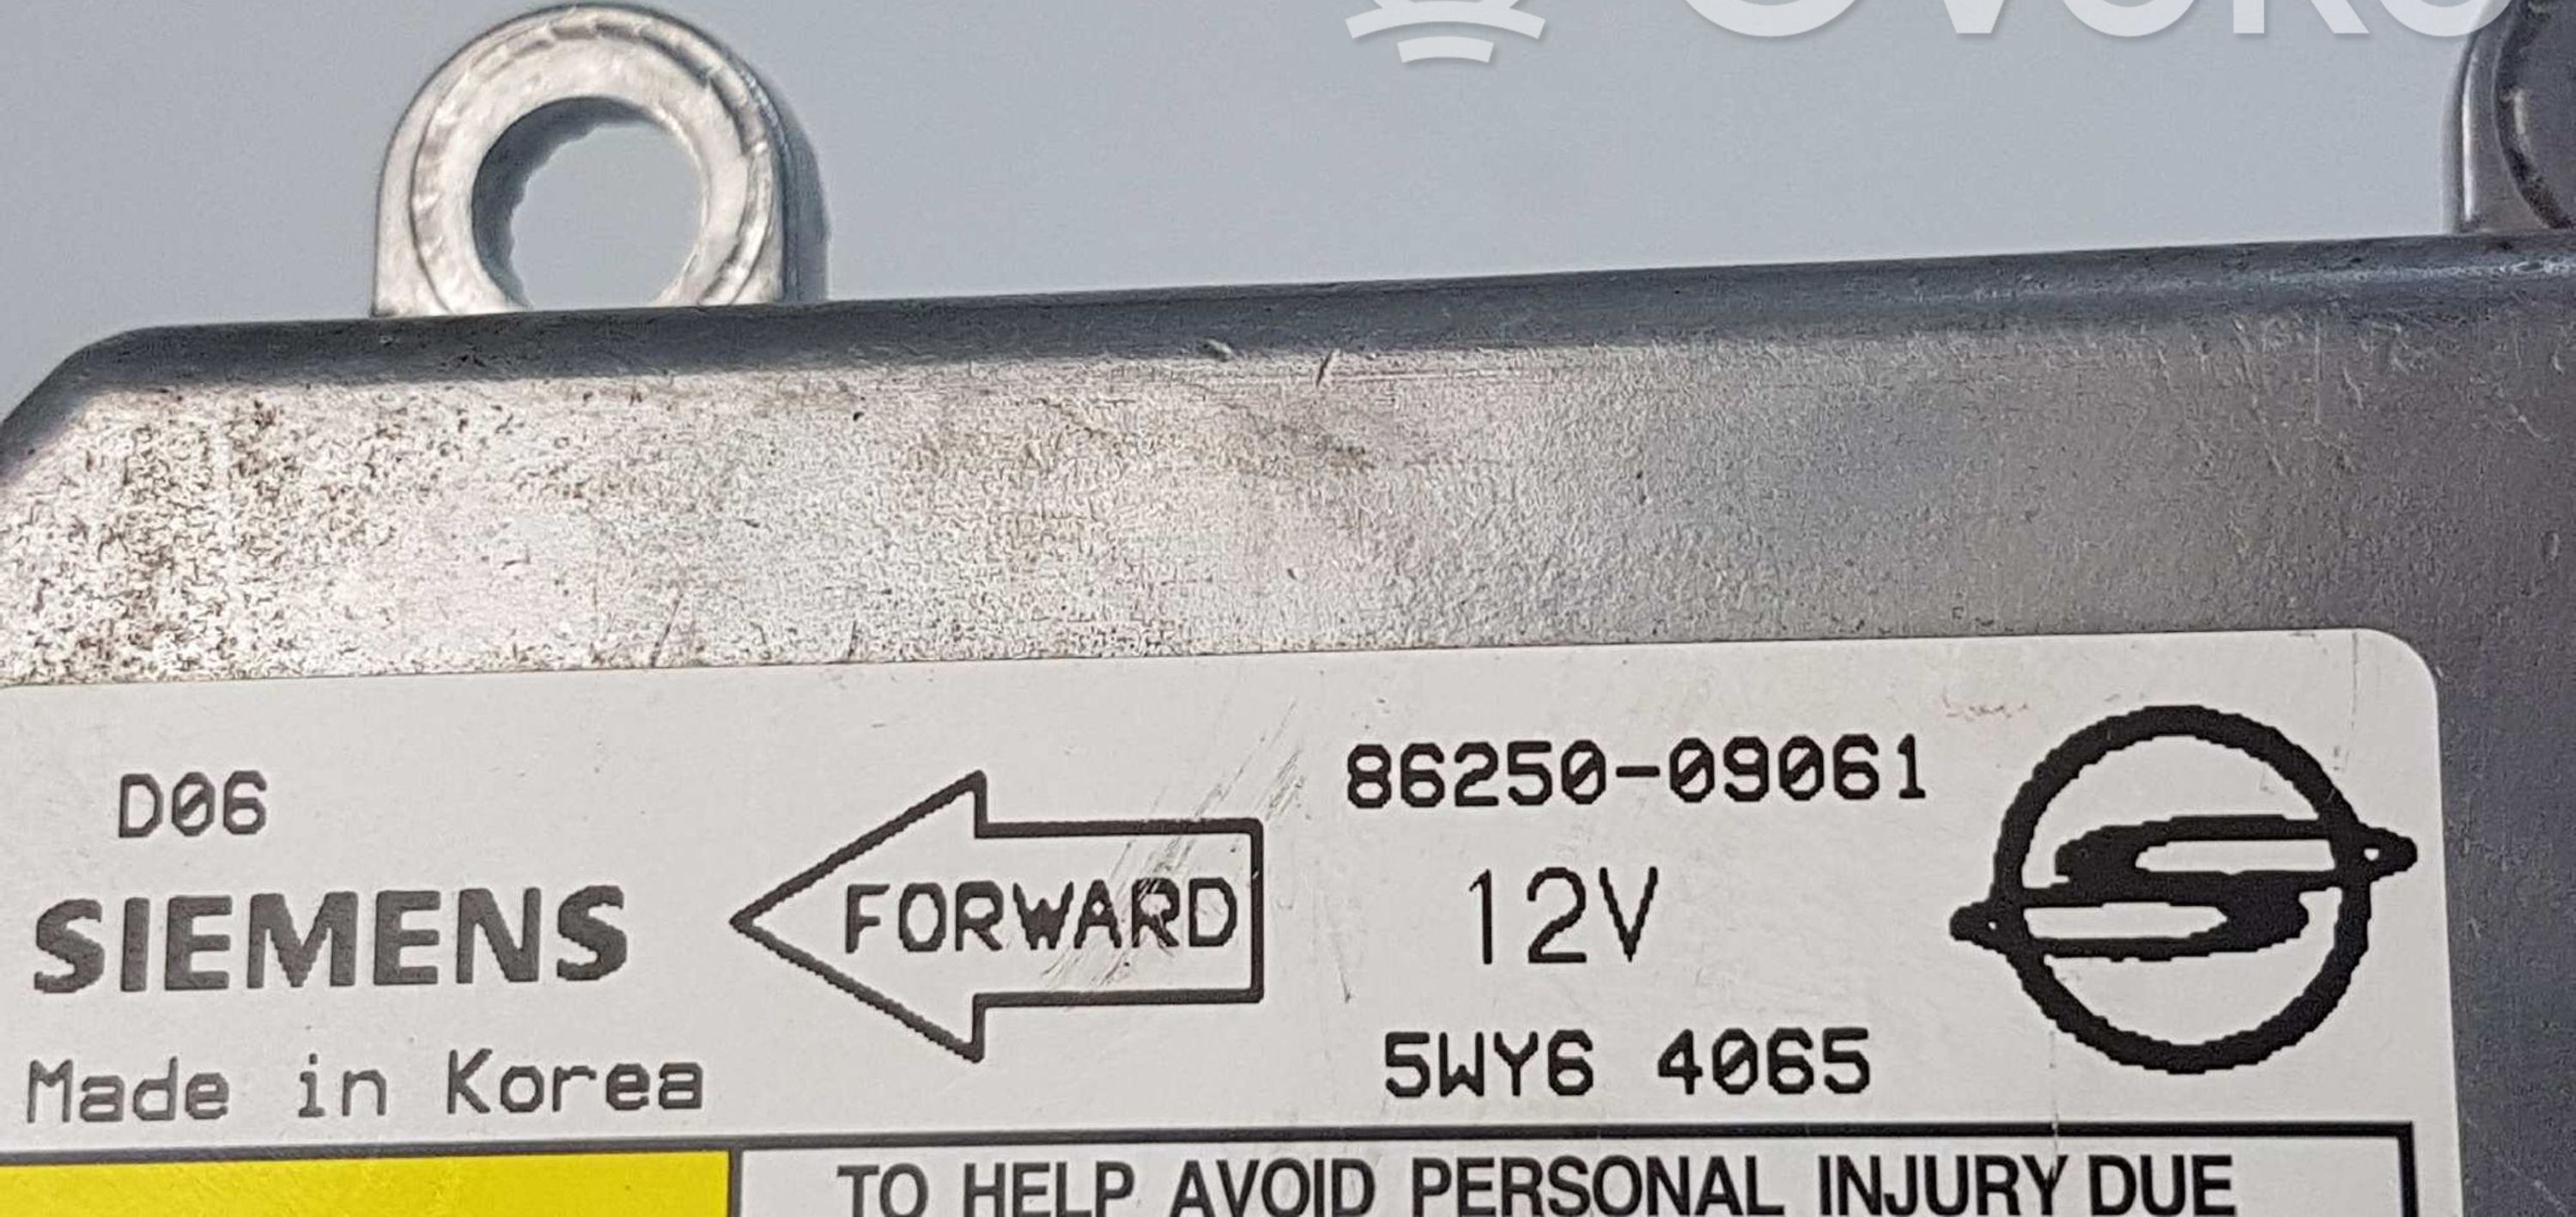 D06
SIEMENS
Made in Korea
FORWARD
86250-09061
12V
5WY6 4065
TO HELP AVOID PERSONAL INJURY DUE